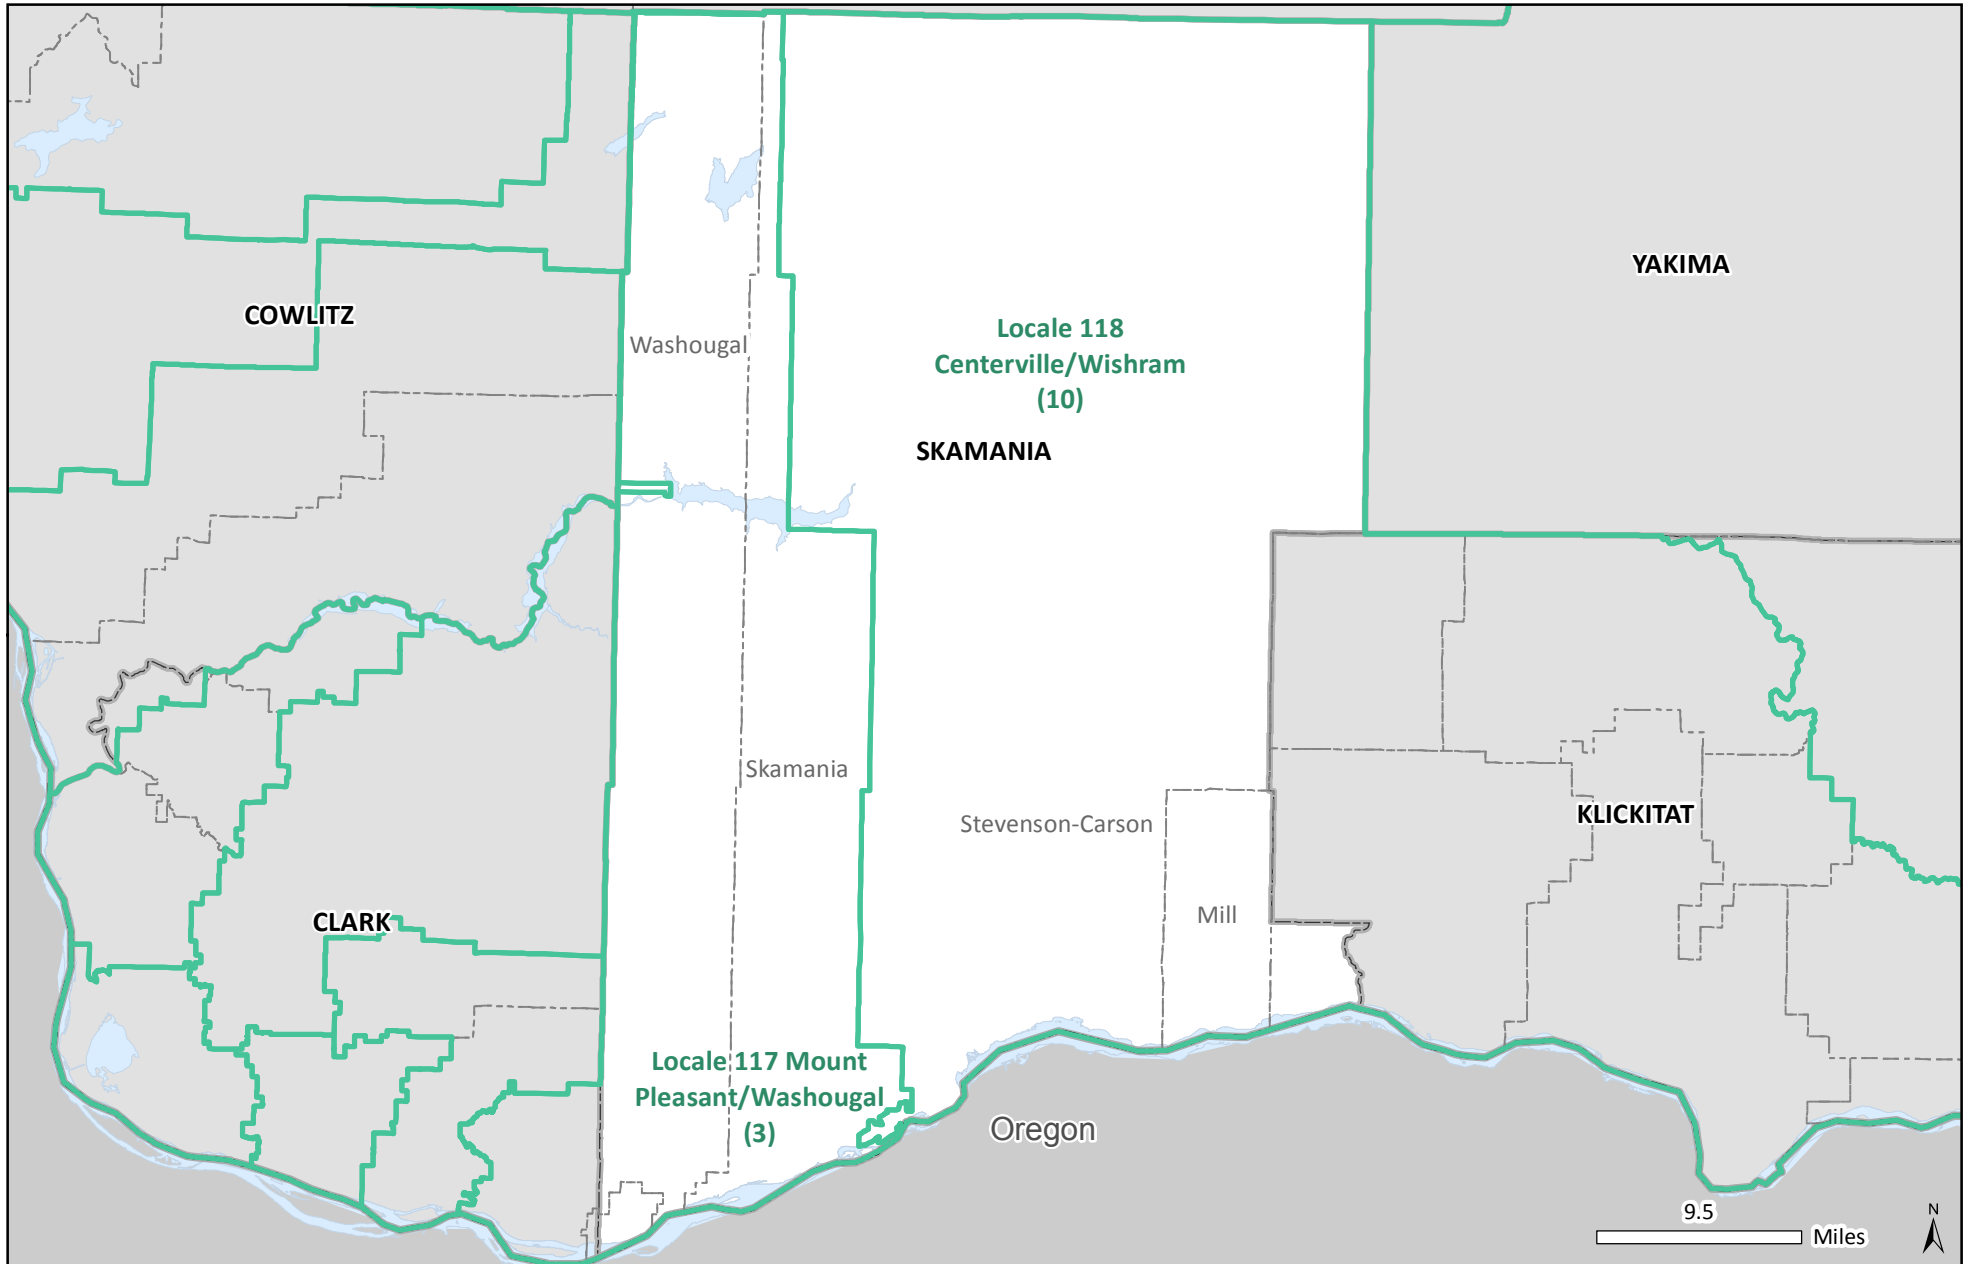 YAKIMA
COWLITZ
Locale 118
Centerville/Wishram
(10)
Washougal
SKAMANIA
Skamania
Stevenson-Carson
KLICKITAT
Mill
CLARK
Locale 117 Mount
Pleasant/Washougal
(3)
Oregon
9.5
Miles
N